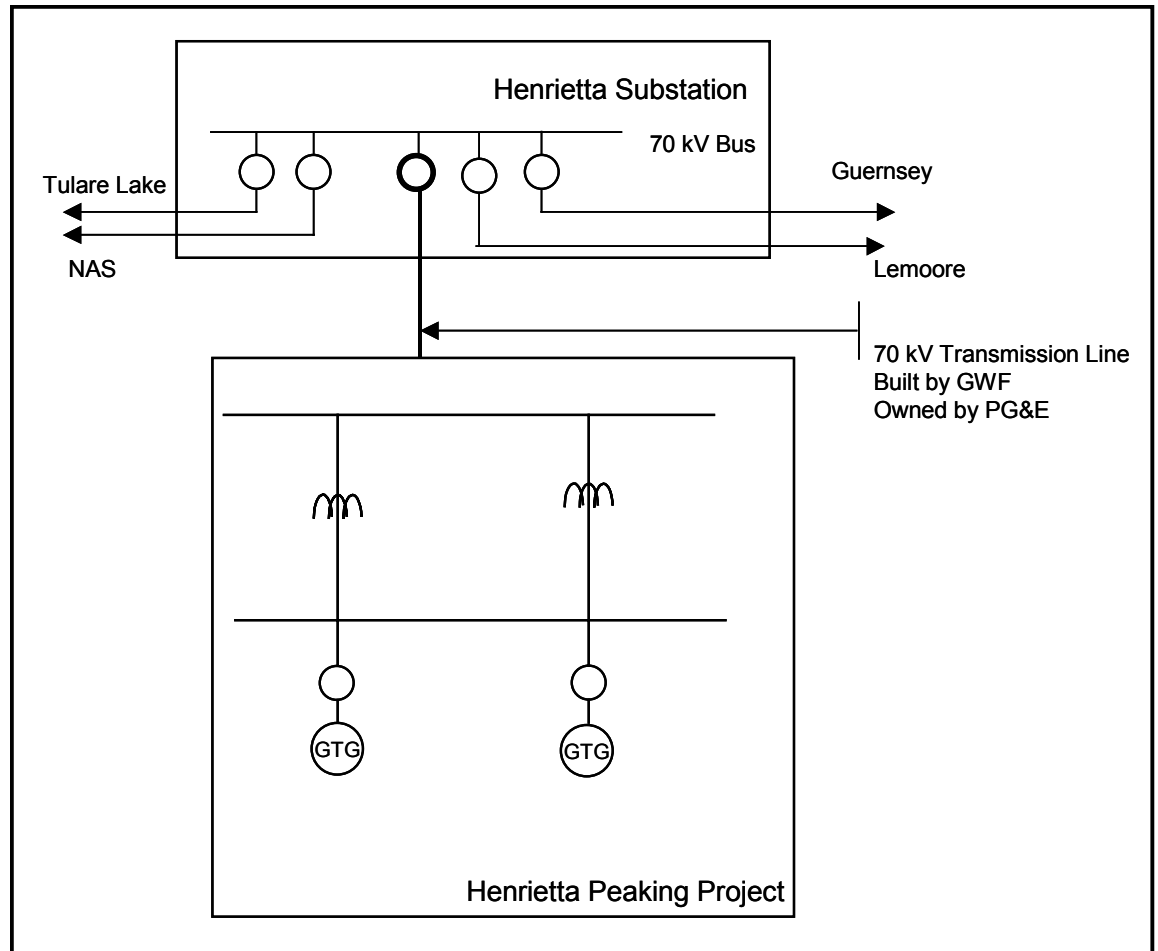 Henrietta Substation
70 kV Bus
Tulare Lake
Guernsey
NAS
Lemoore
70 kV Transmission Line
Built by GWF
Owned by PG&E
GTG
GTG
Henrietta Peaking Project